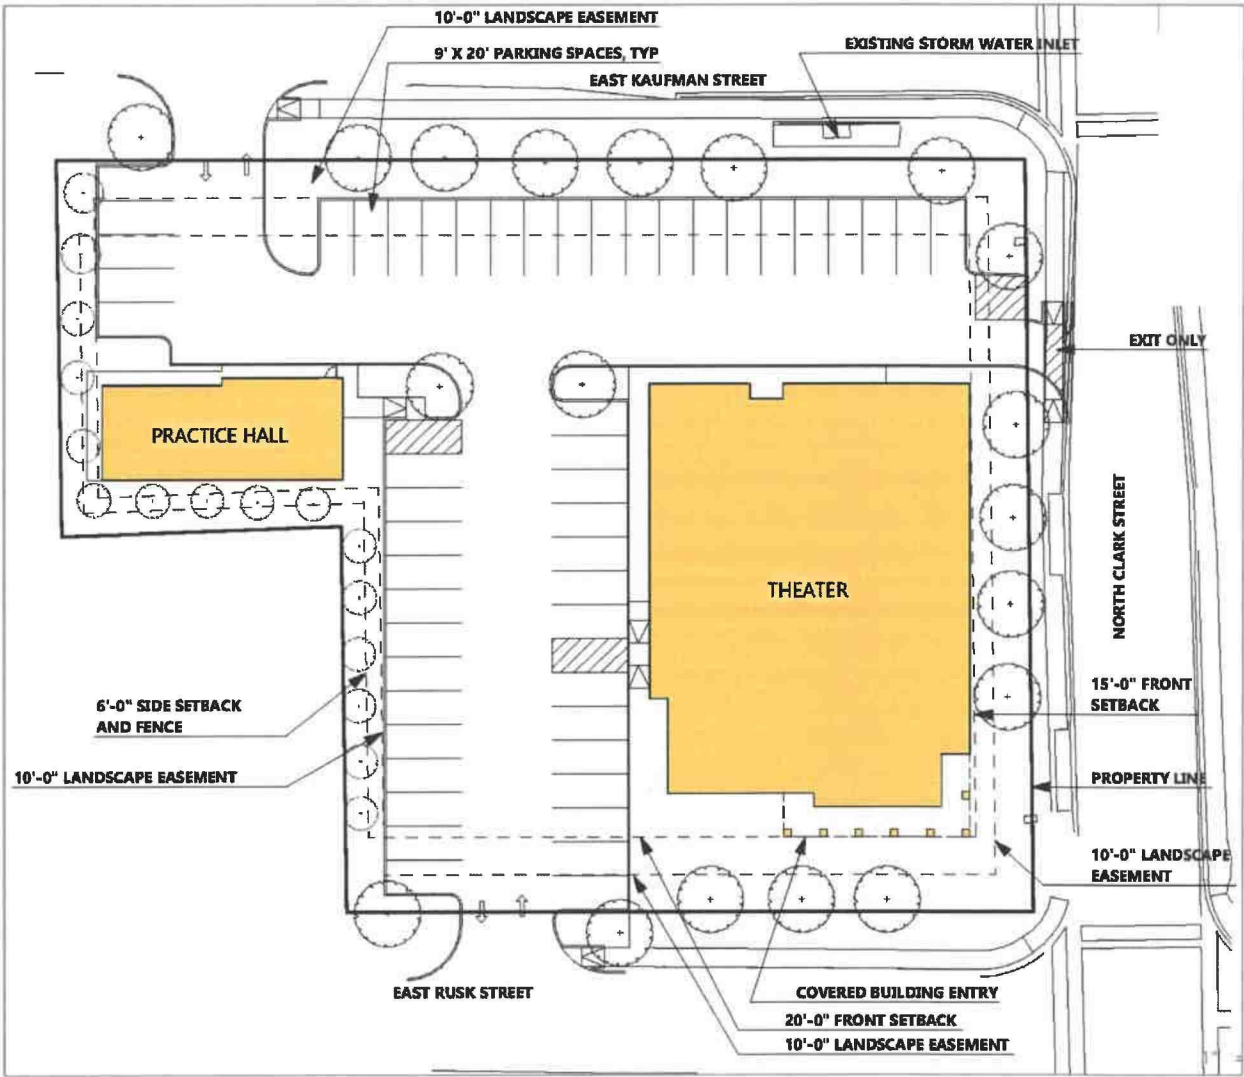 10'-0" LANDSCAPE EASEMENT
9' X 20' PARKING SPACES, TYP
EXISTING STORM WATER INLET
EAST KAUFMAN STREET
EXIT ONLY
PRACTICE HALL
THEATER
NORTH CLARK STREET
6'-0" SIDE SETBACK
AND FENCE
15'-0" FRONT
SETBACK
10'-0" LANDSCAPE EASEMENT
PROPERTY LINE
10'-0" LANDSCAPE
EASEMENT
EAST RUSK STREET
COVERED BUILDING ENTRY
20'-0" FRONT SETBACK
10'-0" LANDSCAPE EASEMENT